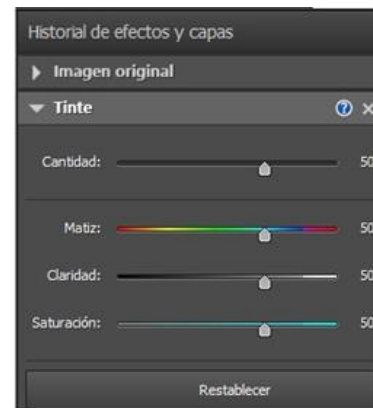 Historial de efectos y capas
Imagen original
Tinte ? ×
Cantidad: 50
Matiz: 50
Claridad: 50
Saturación: 50
Restablecer